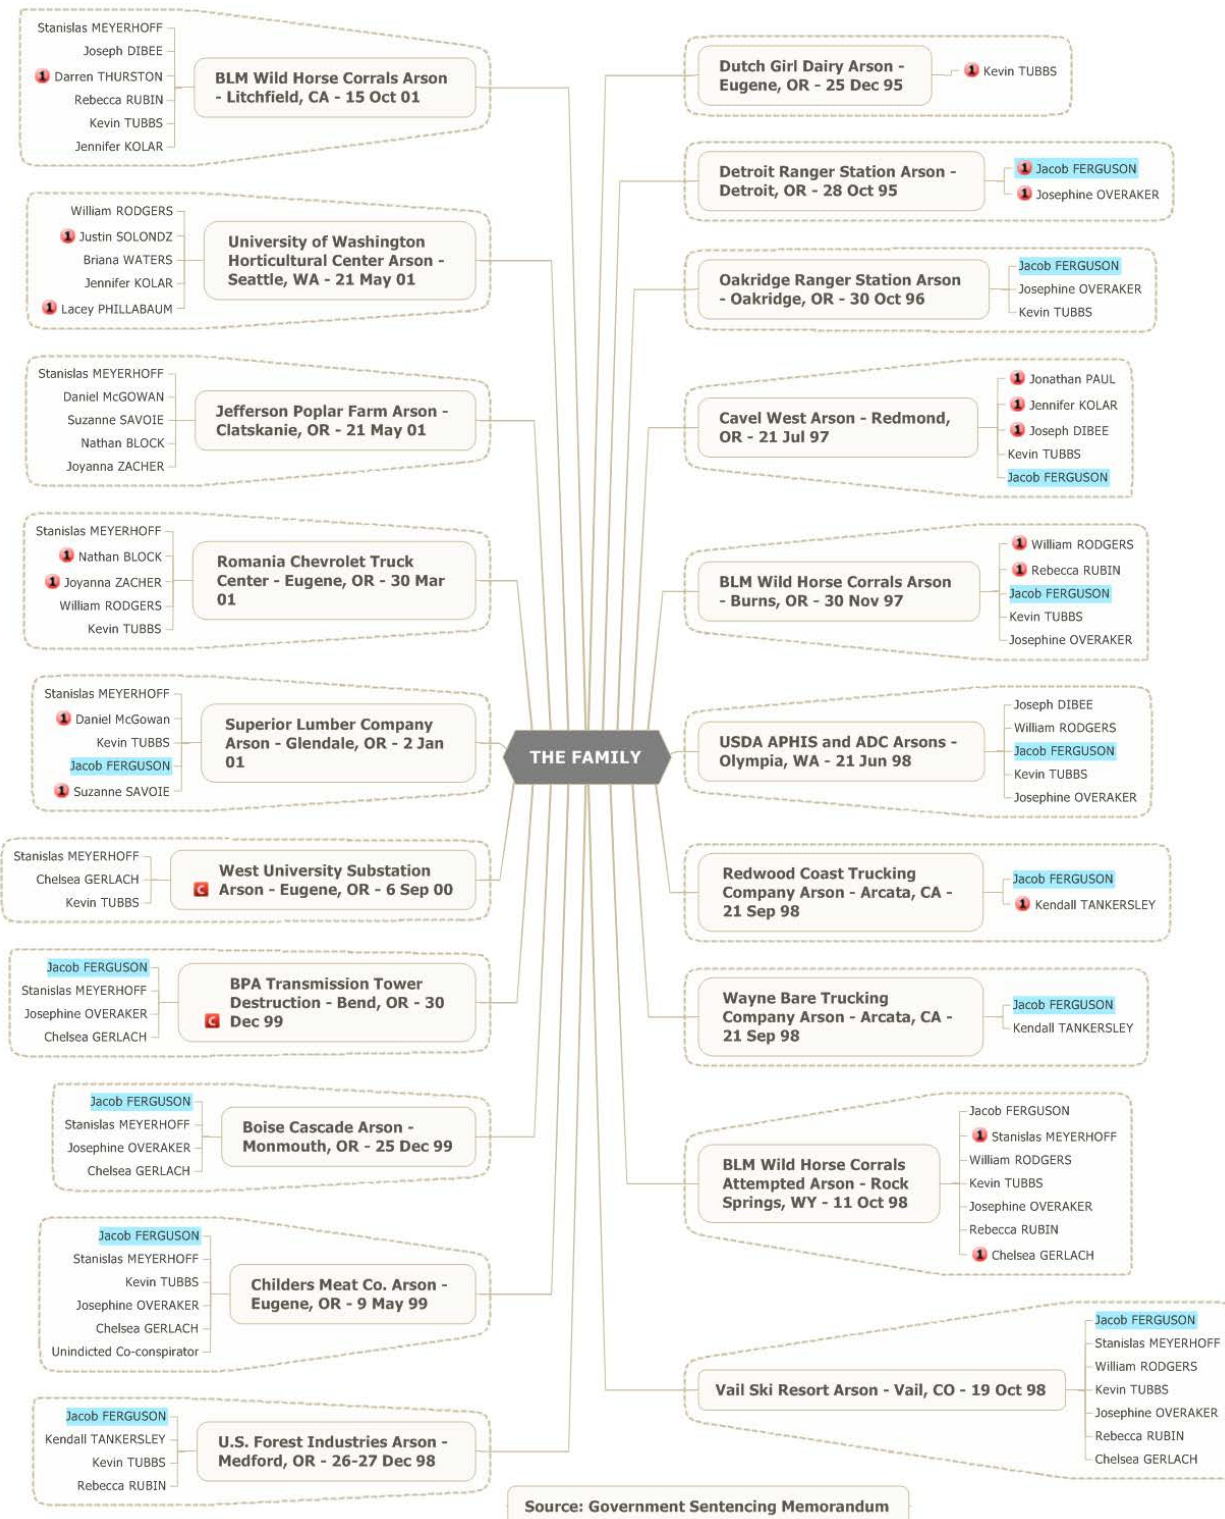 Stanislas MEYERHOFF
Joseph DIBEE
1 Darren THURSTON
Rebecca RUBIN
Kevin TUBBS
Jennifer KOLAR
BLM Wild Horse Corrals Arson
- Litchfield, CA - 15 Oct 01
William RODGERS
1 Justin SOLONDZ
Briana WATERS
Jennifer KOLAR
1 Lacey PHILLABAUM
University of Washington
Horticultural Center Arson -
Seattle, WA - 21 May 01
Stanislas MEYERHOFF
Daniel McGOWAN
Suzanne SAVOIE
Nathan BLOCK
Joyanna ZACHER
Jefferson Poplar Farm Arson -
Clatskanie, OR - 21 May 01
Stanislas MEYERHOFF
1 Nathan BLOCK
1 Joyanna ZACHER
William RODGERS
Kevin TUBBS
Romania Chevrolet Truck
Center - Eugene, OR - 30 Mar
01
Stanislas MEYERHOFF
1 Daniel McGowan
Kevin TUBBS
Jacob FERGUSON
1 Suzanne SAVOIE
Superior Lumber Company
Arson - Glendale, OR - 2 Jan
01
Stanislas MEYERHOFF
Chelsea GERLACH
Kevin TUBBS
West University Substation
C Arson - Eugene, OR - 6 Sep 00
Jacob FERGUSON
Stanislas MEYERHOFF
Josephine OVERAKER
Chelsea GERLACH
BPA Transmission Tower
Destruction - Bend, OR - 30
C Dec 99
Jacob FERGUSON
Stanislas MEYERHOFF
Josephine OVERAKER
Chelsea GERLACH
Boise Cascade Arson -
Monmouth, OR - 25 Dec 99
Jacob FERGUSON
Stanislas MEYERHOFF
Kevin TUBBS
Josephine OVERAKER
Chelsea GERLACH
Unindicted Co-conspirator
Childers Meat Co. Arson -
Eugene, OR - 9 May 99
Jacob FERGUSON
Kendall TANKERSLEY
Kevin TUBBS
Rebecca RUBIN
U.S. Forest Industries Arson -
Medford, OR - 26-27 Dec 98
THE FAMILY
Dutch Girl Dairy Arson -
Eugene, OR - 25 Dec 95
1 Kevin TUBBS
Detroit Ranger Station Arson -
Detroit, OR - 28 Oct 95
1 Jacob FERGUSON
1 Josephine OVERAKER
Oakridge Ranger Station Arson
- Oakridge, OR - 30 Oct 96
Jacob FERGUSON
Josephine OVERAKER
Kevin TUBBS
Cavel West Arson - Redmond,
OR - 21 Jul 97
1 Jonathan PAUL
1 Jennifer KOLAR
1 Joseph DIBEE
Kevin TUBBS
Jacob FERGUSON
BLM Wild Horse Corrals Arson
- Burns, OR - 30 Nov 97
1 William RODGERS
1 Rebecca RUBIN
Jacob FERGUSON
Kevin TUBBS
Josephine OVERAKER
USDA APHIS and ADC Arsons -
Olympia, WA - 21 Jun 98
Joseph DIBEE
William RODGERS
Jacob FERGUSON
Kevin TUBBS
Josephine OVERAKER
Redwood Coast Trucking
Company Arson - Arcata, CA -
21 Sep 98
Jacob FERGUSON
1 Kendall TANKERSLEY
Wayne Bare Trucking
Company Arson - Arcata, CA -
21 Sep 98
Jacob FERGUSON
Kendall TANKERSLEY
BLM Wild Horse Corrals
Attempted Arson - Rock
Springs, WY - 11 Oct 98
Jacob FERGUSON
1 Stanislas MEYERHOFF
William RODGERS
Kevin TUBBS
Josephine OVERAKER
Rebecca RUBIN
1 Chelsea GERLACH
Vail Ski Resort Arson - Vail, CO - 19 Oct 98
Jacob FERGUSON
Stanislas MEYERHOFF
William RODGERS
Kevin TUBBS
Josephine OVERAKER
Rebecca RUBIN
Chelsea GERLACH
Source: Government Sentencing Memorandum